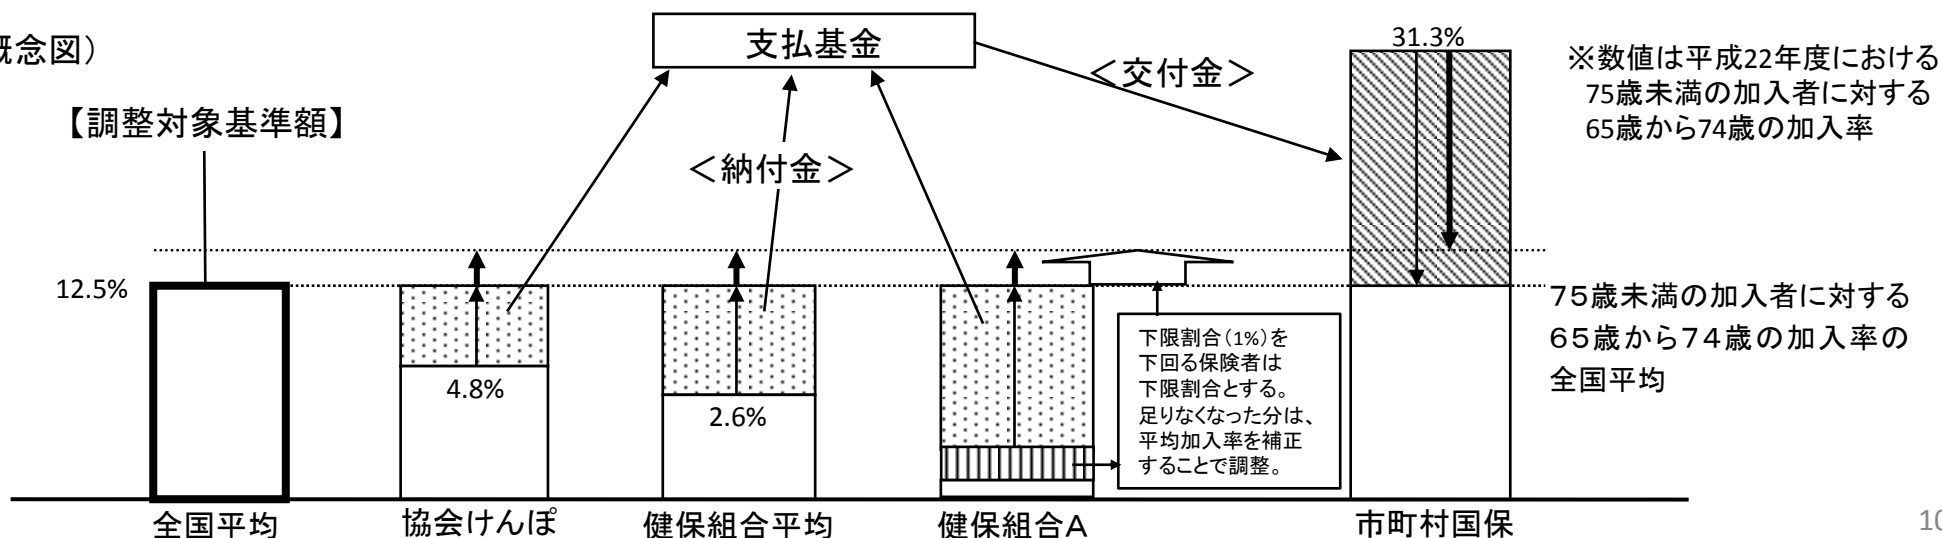 概念図）
支払基金
31.3%
＜交付金＞
※数値は平成22年度における
75歳未満の加入者に対する
65歳から74歳の加入率
【調整対象基準額】
＜納付金＞
12.5%
75歳未満の加入者に対する
65歳から74歳の加入率の
全国平均
下限割合（1%）を
下回る保険者は
下限割合とする。
足りなくなった分は、
平均加入率を補正
することで調整。
4.8%
2.6%
全国平均
協会けんぽ
健保組合平均
健保組合A
市町村国保
10